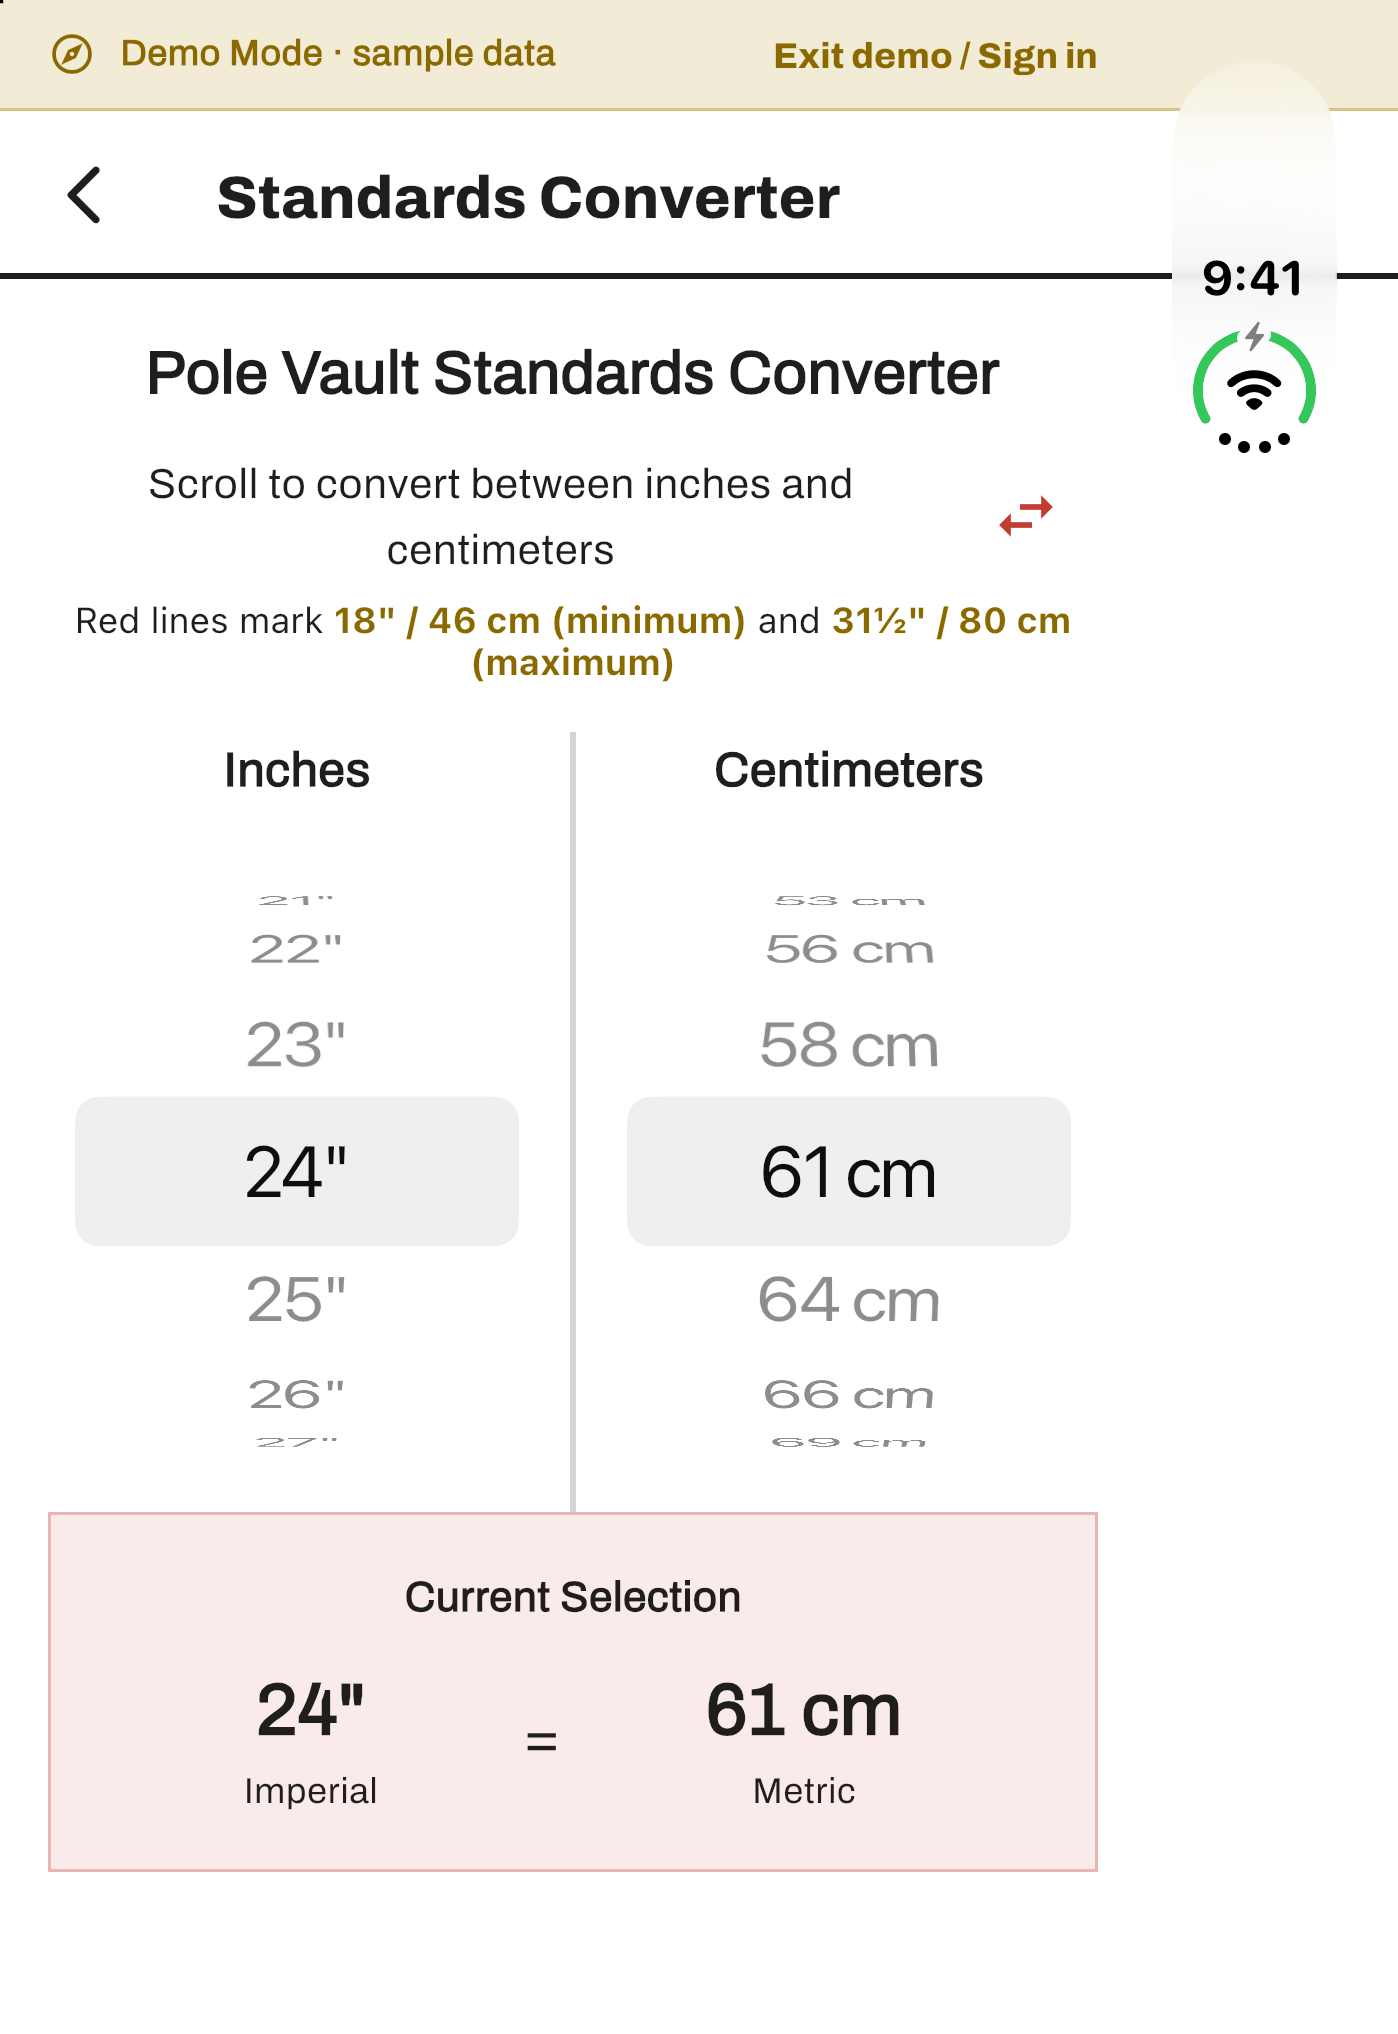 Demo Mode · sample data
Exit demo / Sign in
Standards Converter
9:41
Pole Vault Standards Converter
Scroll to convert between inches and
centimeters
Red lines mark 18" / 46 cm (minimum) and 31½" / 80 cm
(maximum)
Inches
Centimeters
21"
53 cm
22"
56 cm
23"
58 cm
24"
61 cm
25"
64 cm
26"
66 cm
27"
69 cm
Current Selection
24"
=
61 cm
Imperial
Metric